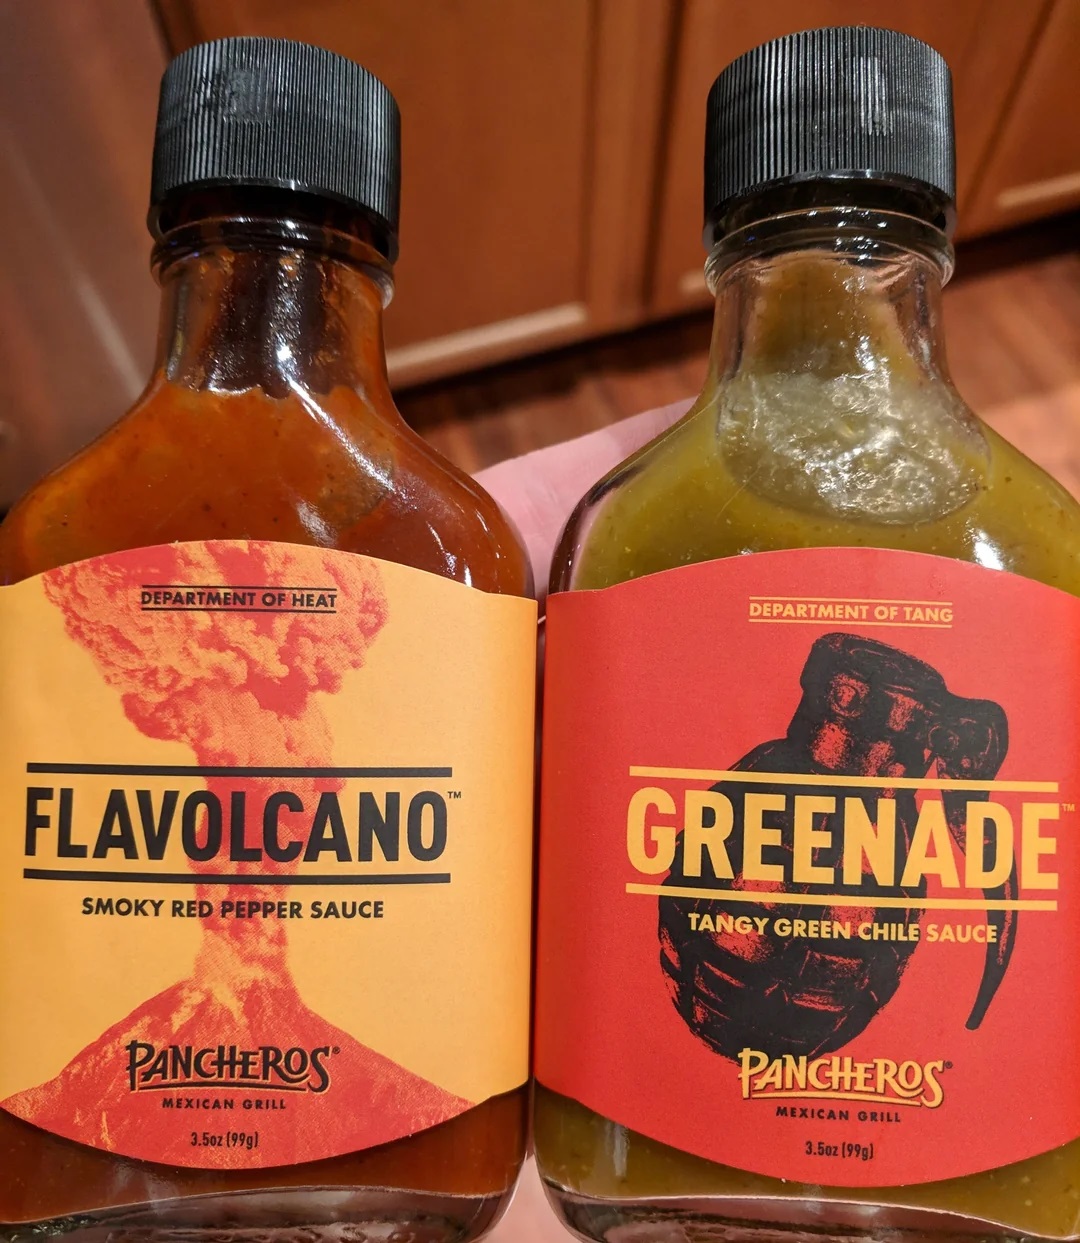 DEPARTMENT OF HEAT
FLAVOLCANO™
SMOKY RED PEPPER SAUCE
PANCHEROS®
MEXICAN GRILL
3.5oz (99g)
DEPARTMENT OF TANG
GREENADE™
TANGY GREEN CHILE SAUCE
PANCHEROS®
MEXICAN GRILL
3.5oz (99g)